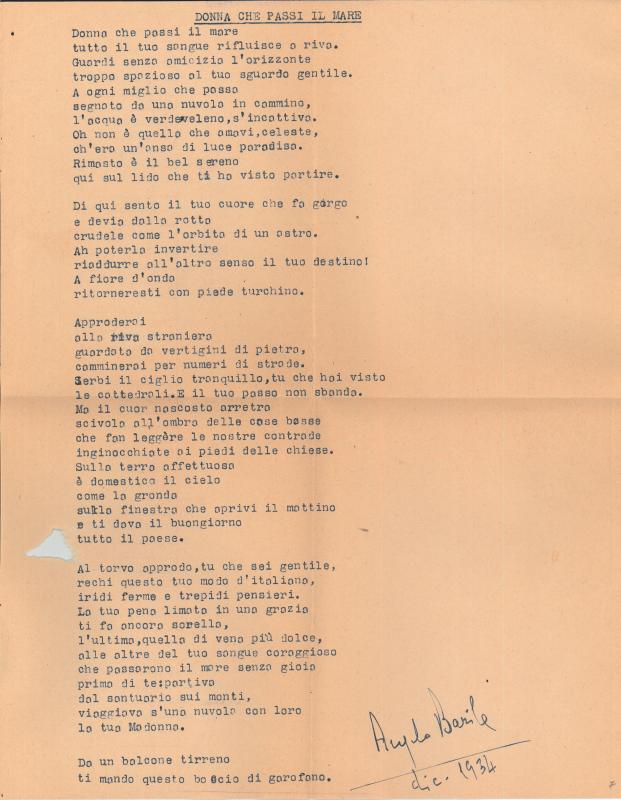 DONNA CHE PASSI IL MARE
Donna che passi il mare
tutto il tuo sangue rifluisce a riva.
Guardi senza amicizia l'orizzonte
troppo spazioso al tuo sguardo gentile.
A ogni miglio che passa
segnato da una nuvola in cammino,
l'acqua è verdeveleno,s'incattiva.
Oh non è quella che amavi,celeste,
ch'era un'ansa di luce paradisa.
Rimasto è il bel sereno
qui sul lido che ti ha visto partire.
Di qui sento il tuo cuore che fa gorgo
e devia dalla rotta
crudele come l'orbita di un astro.
Ah poterla invertire
riaddurre all'altro senso il tuo destino!
A fiore d'onda
ritorneresti con piede turchino.
Approderai
alla riva straniera
guardata da vertigini di pietra,
camminerai per numeri di strade.
Serbi il ciglio tranquillo,tu che hai visto
le cattedrali.E il tuo passo non sbanda.
Ma il cuor nascosto arretra
scivola all'ombra delle case basse
che fan leggère le nostre contrade
inginocchiate ai piedi delle chiese.
Sulla terra affettuosa
è domestico il cielo
come la gronda
sulla finestra che aprivi il mattino
e ti dava il buongiorno
tutto il paese.
Al torvo approdo,tu che sei gentile,
rechi questo tuo modo d'italiana,
iridi ferme e trepidi pensieri.
La tua pena limata in una grazia
ti fa ancora sorella,
l'ultima,quella di vena più dolce,
alle altre del tuo sangue coraggioso
che passarono il mare senza gioia
prima di te:partiva
dal santuario sui monti,
viaggiava s'una nuvola con loro
la tua Madonna.
Da un balcone tirreno
ti mando questo boccio di garofano.
Angelo Barile
dic. 1934